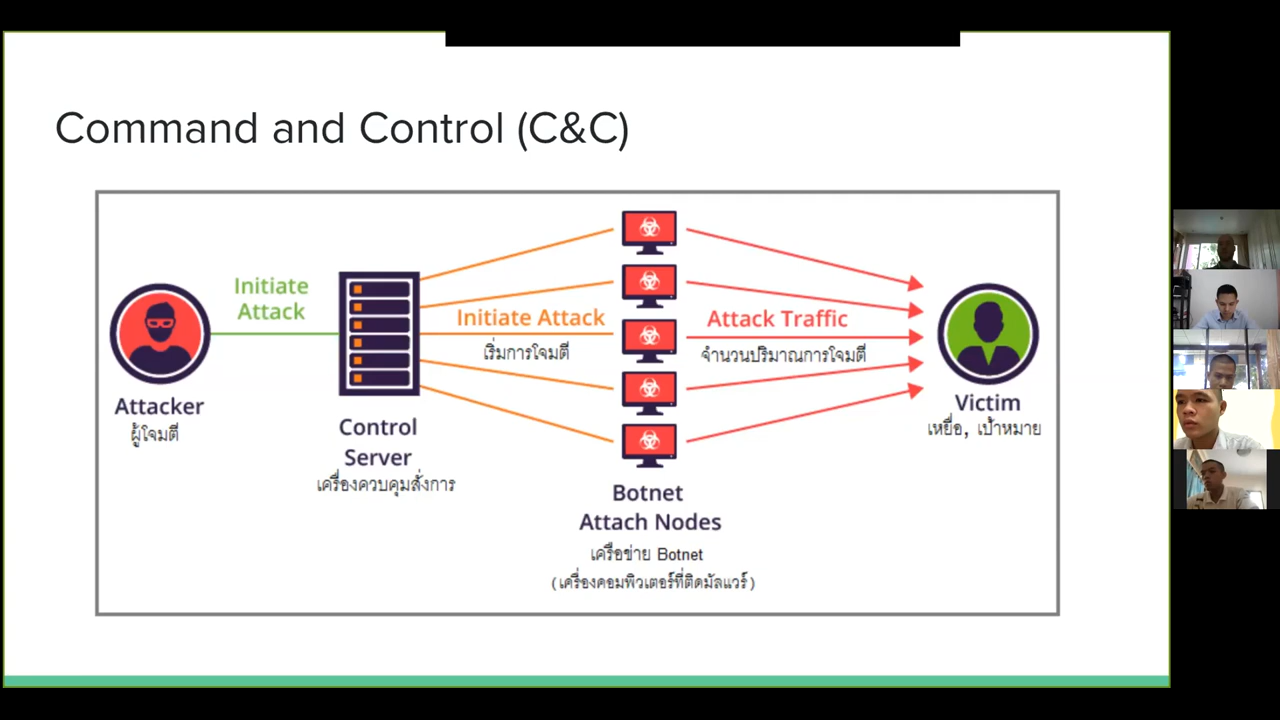 Command and Control (C&C)
Initiate
Attack
Initiate Attack
เริ่มการโจมตี
Attack Traffic
จำนวนปริมาณการโจมตี
Attacker
ผู้โจมตี
Control
Server
เครื่องควบคุมสั่งการ
Victim
เหยื่อ, เป้าหมาย
Botnet
Attach Nodes
เครือข่าย Botnet
(เครื่องคอมพิวเตอร์ที่ติดมัลแวร์)